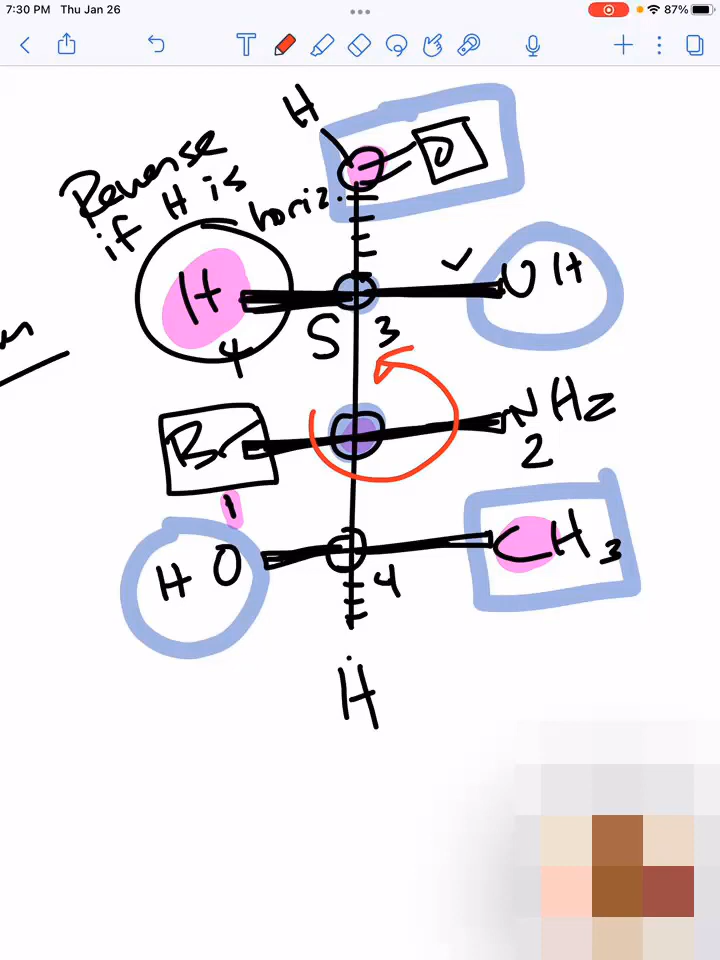 7:30 PM Thu Jan 26
87%
T
H
O
Reverse
if H is
horiz.
H
OH
4
S
3
Br
NHz
2
1
HO
CH3
4
H